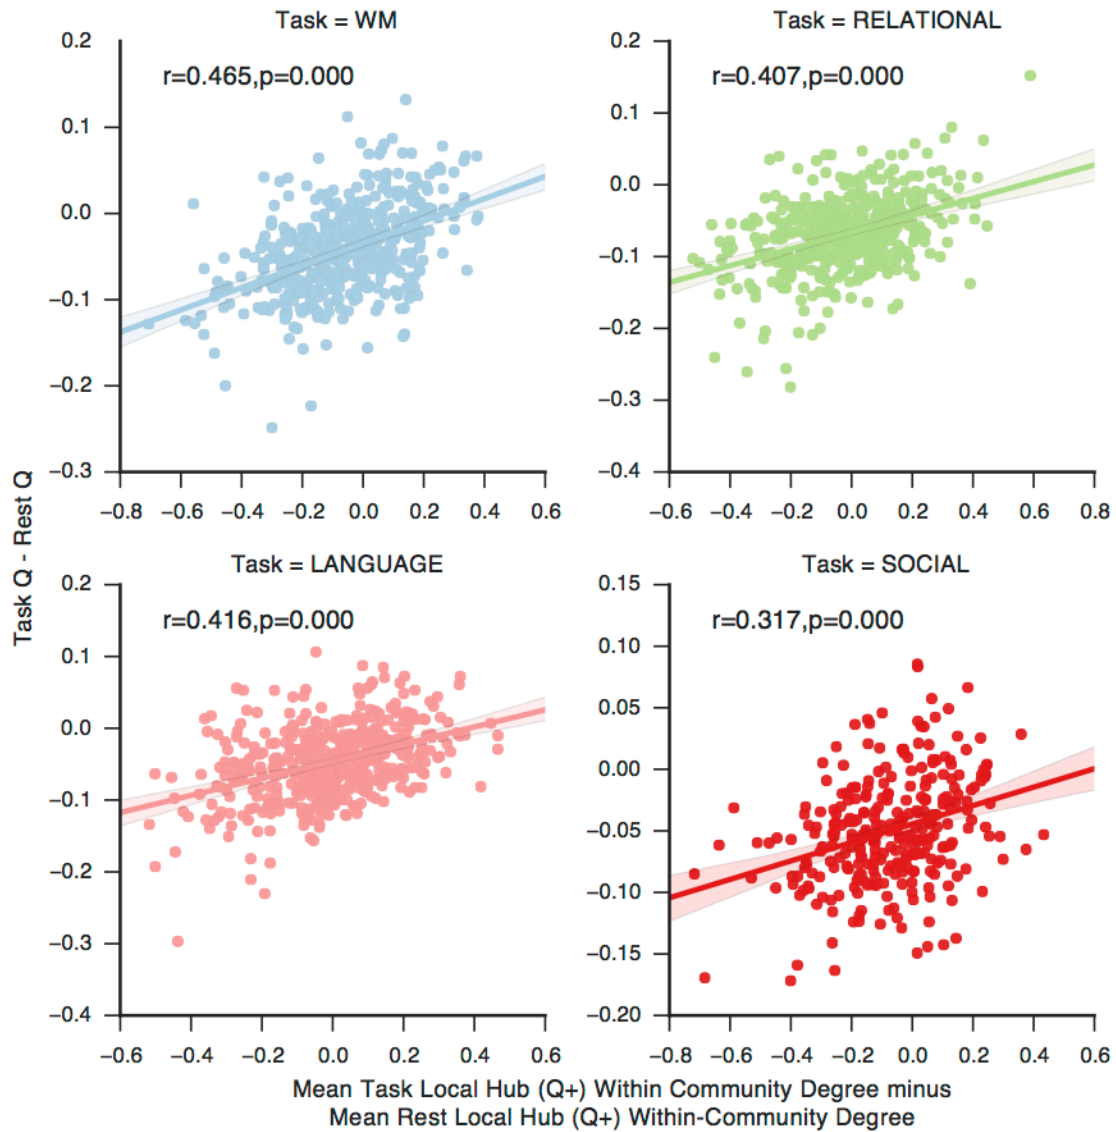 Task = WM
Task = RELATIONAL
0.2
0.1
0.0
−0.1
−0.2
−0.3
r=0.465,p=0.000
−0.8 −0.6 −0.4 −0.2 0.0 0.2 0.4 0.6
0.2
0.1
0.0
−0.1
−0.2
−0.3
−0.4
r=0.407,p=0.000
−0.6 −0.4 −0.2 0.0 0.2 0.4 0.6 0.8
Task Q - Rest Q
Task = LANGUAGE
Task = SOCIAL
0.2
0.1
0.0
−0.1
−0.2
−0.3
−0.4
r=0.416,p=0.000
−0.6 −0.4 −0.2 0.0 0.2 0.4 0.6
0.15
0.10
0.05
0.00
−0.05
−0.10
−0.15
−0.20
r=0.317,p=0.000
−0.8 −0.6 −0.4 −0.2 0.0 0.2 0.4 0.6
Mean Task Local Hub (Q+) Within Community Degree minus
Mean Rest Local Hub (Q+) Within-Community Degree